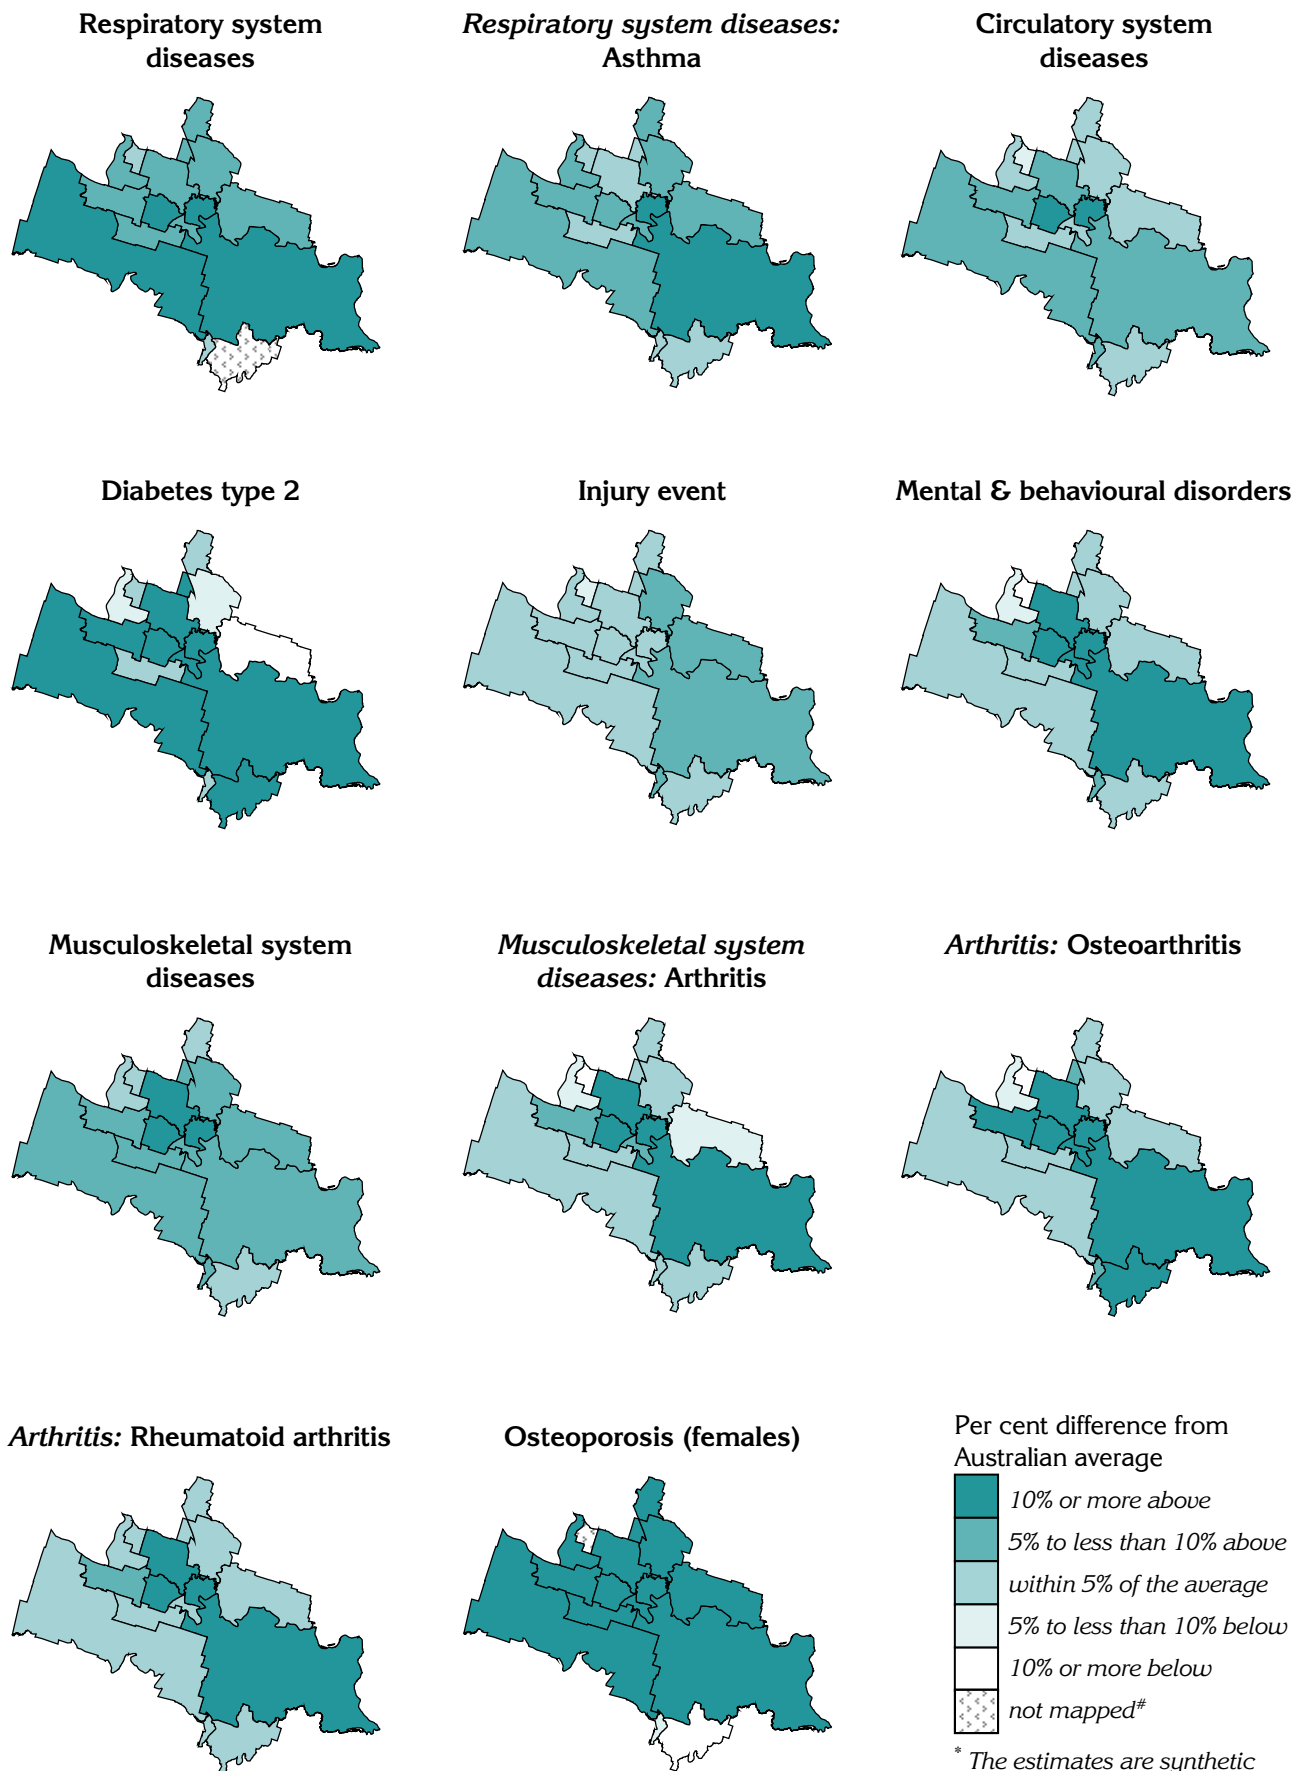 Respiratory system
diseases
Respiratory system diseases:
Asthma
Circulatory system
diseases
Diabetes type 2
Injury event
Mental & behavioural disorders
Musculoskeletal system
diseases
Musculoskeletal system
diseases: Arthritis
Arthritis: Osteoarthritis
Arthritis: Rheumatoid arthritis
Osteoporosis (females)
Per cent difference from
Australian average
10% or more above
5% to less than 10% above
within 5% of the average
5% to less than 10% below
10% or more below
not mapped#
* The estimates are synthetic